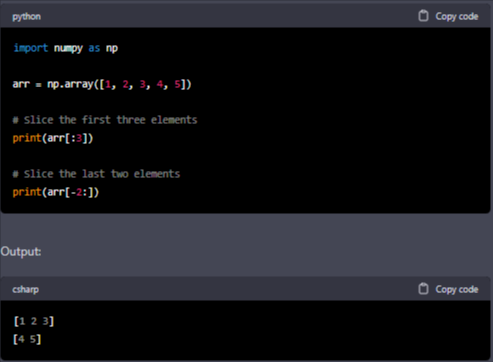 python Copy code
import numpy as np
arr = np.array([1, 2, 3, 4, 5])
# Slice the first three elements
print(arr[:3])
# Slice the last two elements
print(arr[-2:])
Output:
csharp Copy code
[1 2 3]
[4 5]